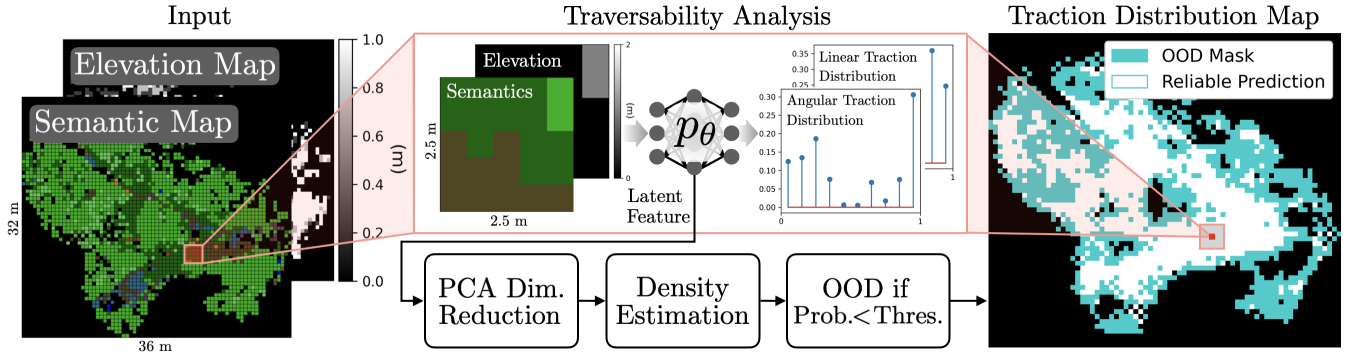 Input
Traversability Analysis
Traction Distribution Map
Elevation Map
Semantic Map
1.0
0.8
0.6
0.4
0.2
0.0
(m)
32 m
36 m
Elevation
Semantics
2
(m)
0
2.5 m
2.5 m
pθ
Latent
Feature
Linear Traction
Distribution
0.35
0.30
0.25
1
Angular Traction
Distribution
0.30
0.25
0.20
0.15
0.10
0.05
0.00
0
1
OOD Mask
Reliable Prediction
PCA Dim.
Reduction
Density
Estimation
OOD if
Prob.<Thres.